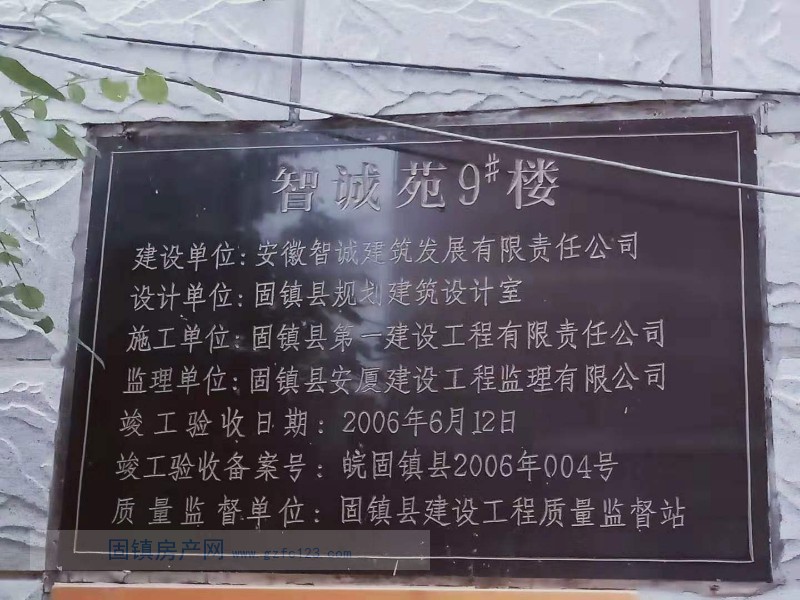 智诚苑9#楼
建设单位:安徽智诚建筑发展有限责任公司
设计单位:固镇县规划建筑设计室
施工单位:固镇县第一建设工程有限责任公司
监理单位:固镇县安厦建设工程监理有限公司
竣工验收日期:2006年6月12日
竣工验收备案号:皖固镇县2006年004号
质量监督单位:固镇县建设工程质量监督站
固镇房产网 www.gzfc123.com